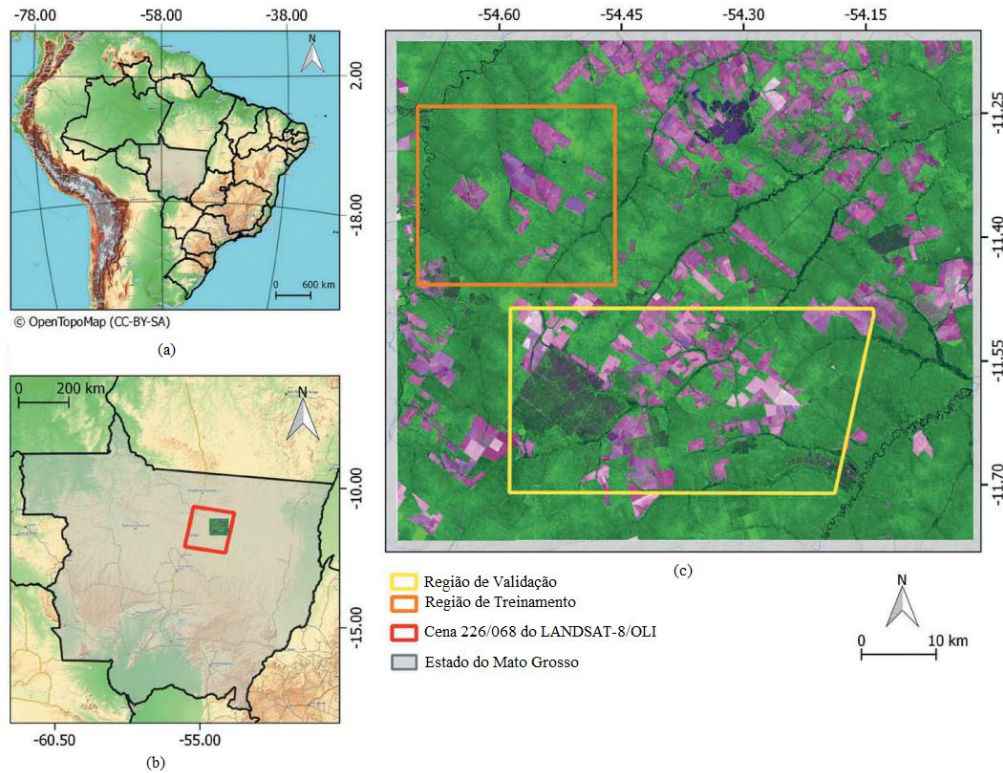 -78.00
-58.00
-38.00
N
2.00
-18.00
0
600 km
© OpenTopoMap (CC-BY-SA)
(a)
0
200 km
N
-10.00
-15.00
-60.50
-55.00
(b)
-54.60
-54.45
-54.30
-54.15
-11.25
-11.40
-11.55
-11.70
(c)
Região de Validação
Região de Treinamento
Cena 226/068 do LANDSAT-8/OLI
Estado do Mato Grosso
N
0
10 km